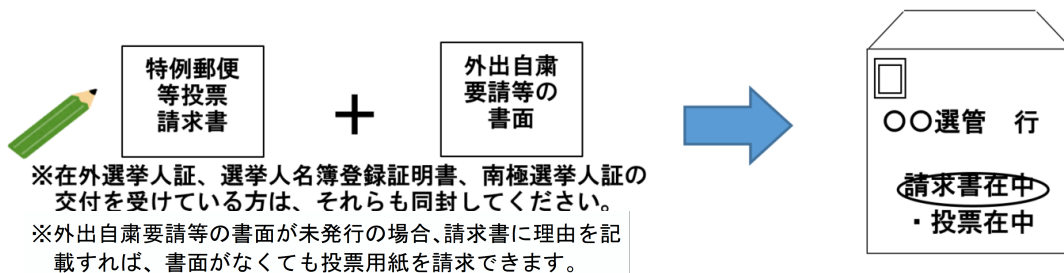 特例郵便
等投票
請求書
+
外出自粛
要請等の
書面
※在外選挙人証、選挙人名簿登録証明書、南極選挙人証の
交付を受けている方は、それらも同封してください。
※外出自粛要請等の書面が未発行の場合、請求書に理由を記
載すれば、書面がなくても投票用紙を請求できます。
〇〇選管 行
請求書在中
・投票在中